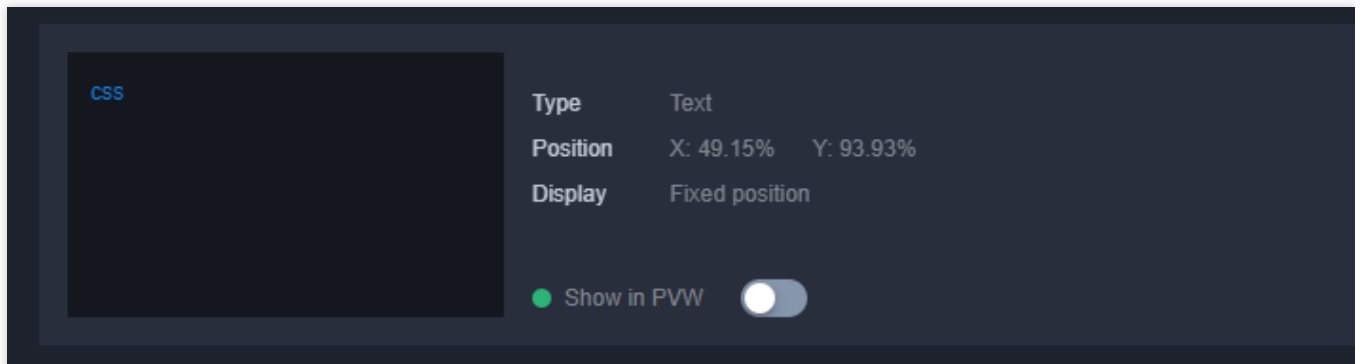 css
Type Text
Position X: 49.15% Y: 93.93%
Display Fixed position
Show in PVW